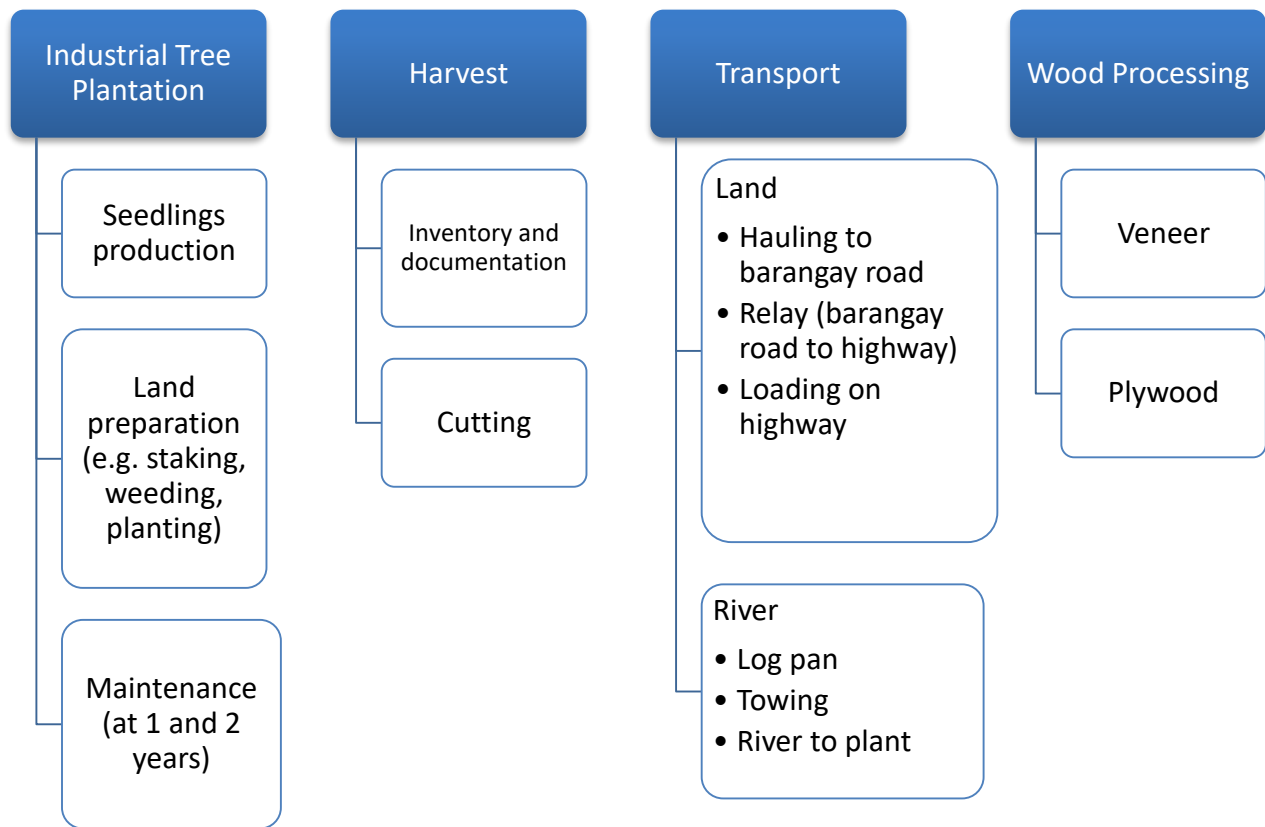 Industrial Tree
Plantation
Seedlings
production
Land
preparation
(e.g. staking,
weeding,
planting)
Maintenance
(at 1 and 2
years)
Harvest
Inventory and
documentation
Cutting
Transport
Land
• Hauling to
barangay road
• Relay (barangay
road to highway)
• Loading on
highway
River
• Log pan
• Towing
• River to plant
Wood Processing
Veneer
Plywood